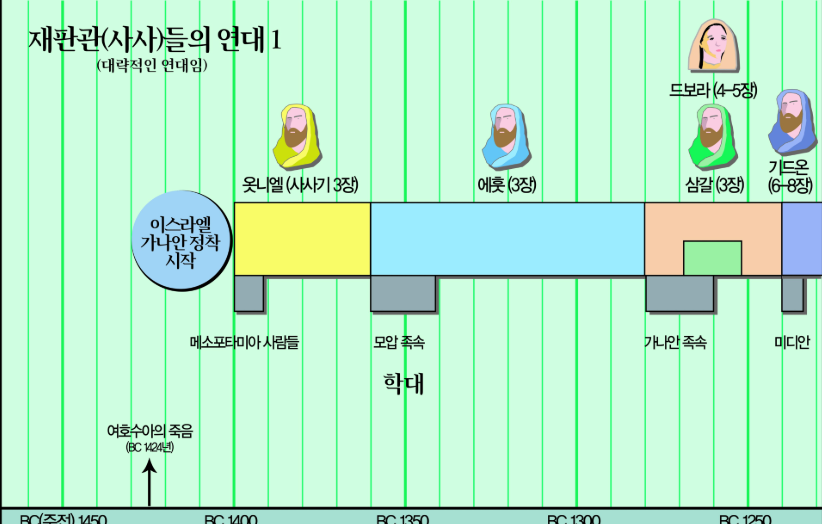 재판관(사사)들의 연대 1
(대략적인 연대임)
드보라 (4-5장)
옷니엘 (사사기 3장)
에훗 (3장)
삼갈 (3장)
기드온
(6-8장)
이스라엘
가나안 정착
시작
메소포타미아 사람들
모압 족속
가나안 족속
미디안
학대
여호수아의 죽음
(BC 1424년)
BC(주전) 1450
BC 1400
BC 1350
BC 1300
BC 1250